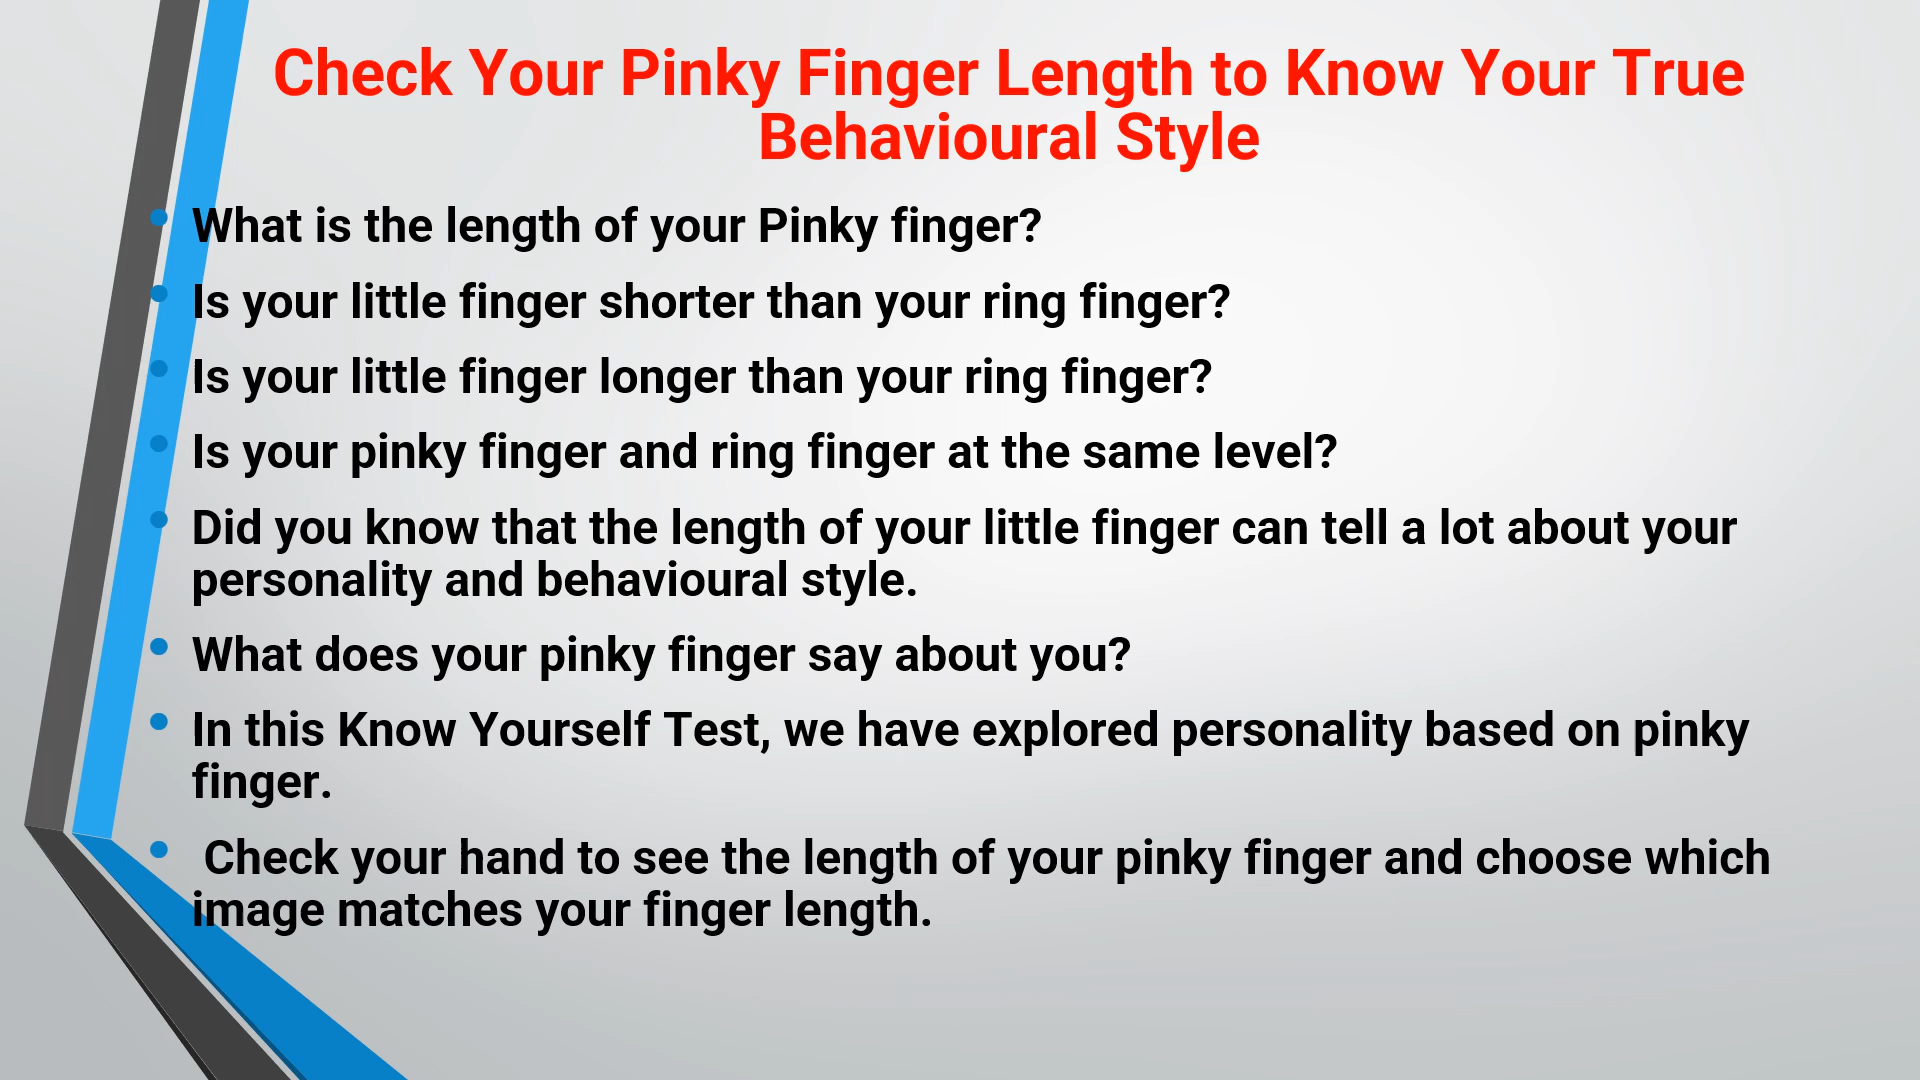 Check Your Pinky Finger Length to Know Your True
Behavioural Style
• What is the length of your Pinky finger?
• Is your little finger shorter than your ring finger?
• Is your little finger longer than your ring finger?
• Is your pinky finger and ring finger at the same level?
• Did you know that the length of your little finger can tell a lot about your
personality and behavioural style.
• What does your pinky finger say about you?
• In this Know Yourself Test, we have explored personality based on pinky
finger.
• Check your hand to see the length of your pinky finger and choose which
image matches your finger length.